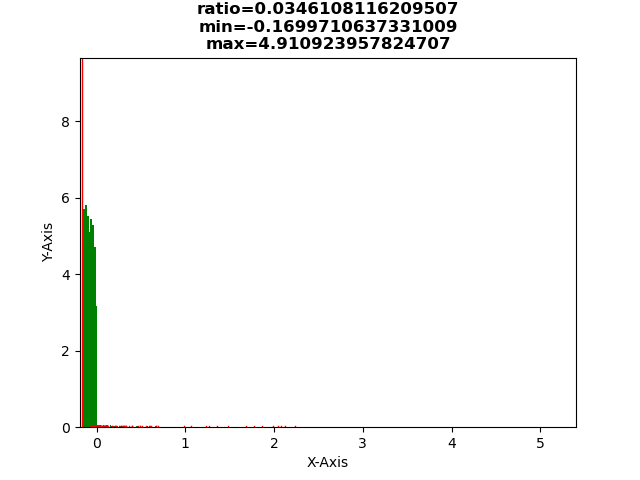 ratio=0.0346108116209507
min=-0.1699710637331009
max=4.910923957824707
8
6
4
2
0
Y-Axis
0 1 2 3 4 5
X-Axis